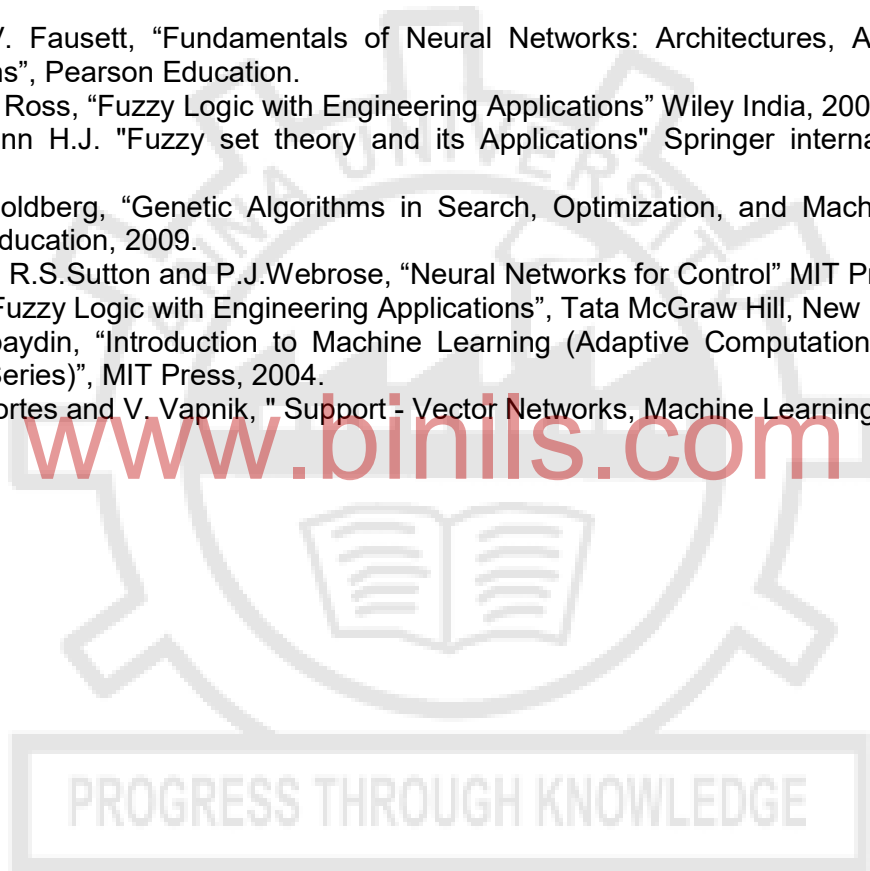 V. Fausett, “Fundamentals of Neural Networks: Architectures, A
ns”, Pearson Education.
Ross, “Fuzzy Logic with Engineering Applications” Wiley India, 200
nn H.J. "Fuzzy set theory and its Applications" Springer interna
oldberg, “Genetic Algorithms in Search, Optimization, and Mach
ducation, 2009.
R.S.Sutton and P.J.Webrose, “Neural Networks for Control” MIT Pr
Fuzzy Logic with Engineering Applications”, Tata McGraw Hill, New
paydin, “Introduction to Machine Learning (Adaptive Computation
Series)”, MIT Press, 2004.
ortes and V. Vapnik, " Support - Vector Networks, Machine Learning
www.binils.com
ANNA UNIVERSITY
PROGRESS THROUGH KNOWLEDGE